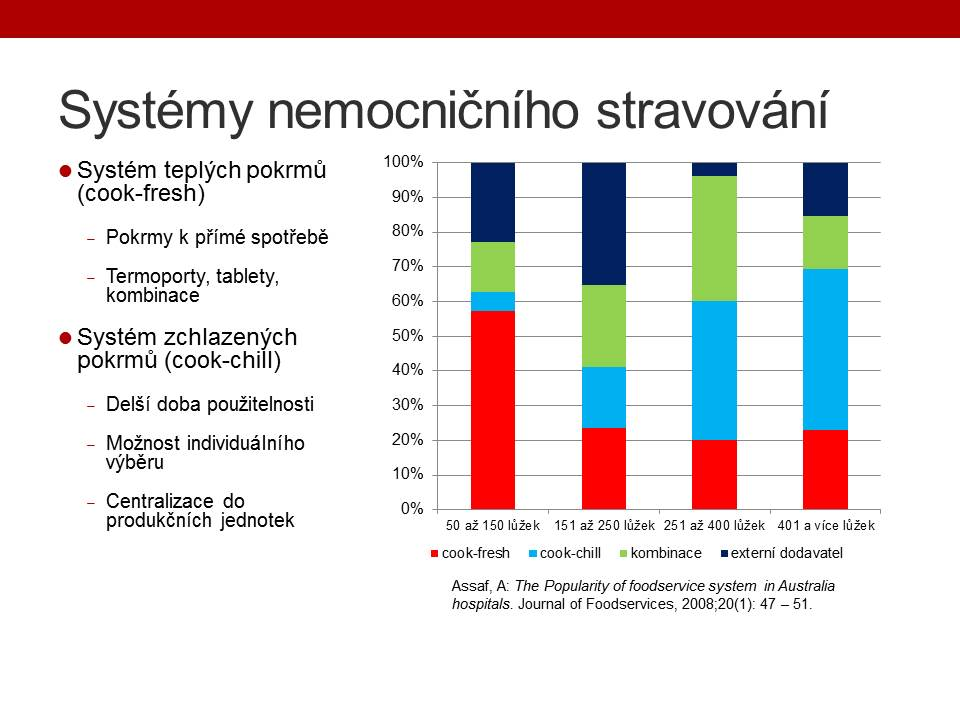 Systémy nemocničního stravování
Systém teplých pokrmů
(cook-fresh)
– Pokrmy k přímé spotřebě
– Termoporty, tablety,
kombinace
Systém zchlazených
pokrmů (cook-chill)
– Delší doba použitelnosti
– Možnost individuálního
výběru
– Centralizace do
produkčních jednotek
100%
90%
80%
70%
60%
50%
40%
30%
20%
10%
0%
50 až 150 lůžek 151 až 250 lůžek 251 až 400 lůžek 401 a více lůžek
cook-fresh cook-chill kombinace externí dodavatel
Assaf, A: The Popularity of foodservice system in Australia
hospitals. Journal of Foodservices, 2008;20(1): 47 – 51.